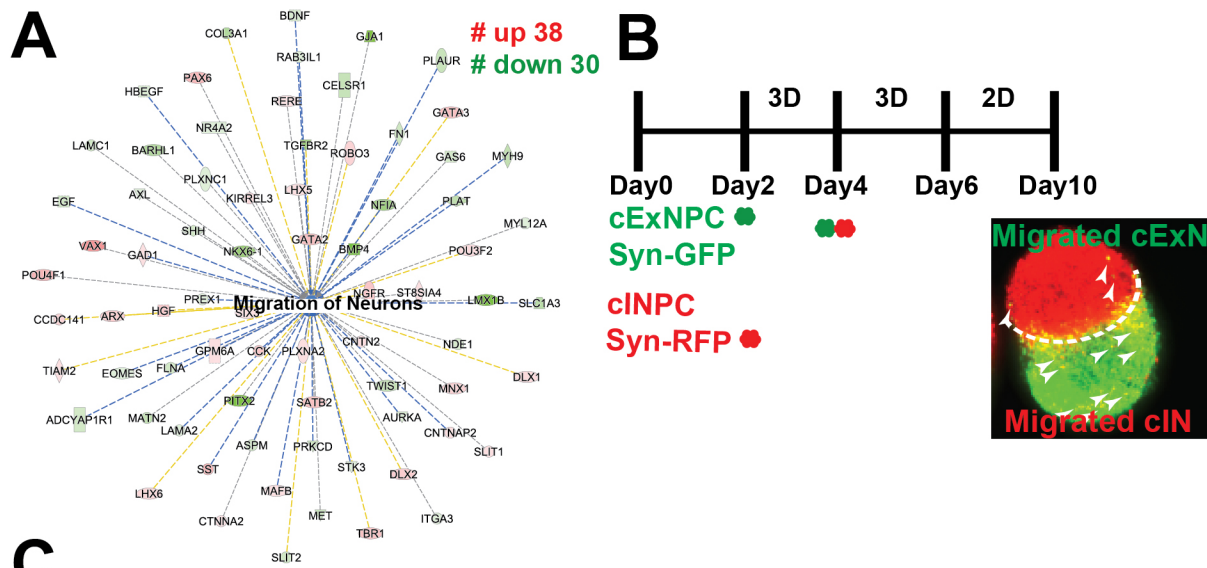 A
# up 38
# down 30
BDNF
COL3A1
GJA1
RAB3IL1
PLAUR
PAX6
CELSR1
HBEGF
RERE
GATA3
NR4A2
FN1
LAMC1
BARHL1
TGFBR2
ROBO3
GAS6
MYH9
PLXNC1
AXL
KIRREL3
LHX5
NFIA
PLAT
EGF
SHH
MYL12A
VAX1
GAD1
NKX6-1
GATA2
BMP4
POU3F2
POU4F1
NGFR
ST8SIA4
PREX1
Migration of Neurons
LMX1B
SLC1A3
CCDC141
ARX
HGF
SIX3
GPM6A
CCK
PLXNA2
CNTN2
NDE1
TIAM2
EOMES
FLNA
DLX1
TWIST1
MNX1
ADCYAP1R1
MATN2
PITX2
SATB2
AURKA
LAMA2
CNTNAP2
ASPM
PRKCD
SLIT1
SST
STK3
DLX2
LHX6
MAFB
CTNNA2
MET
ITGA3
TBR1
SLIT2
B
3D
3D
2D
Day0
Day2
Day4
Day6
Day10
cExNPC
Syn-GFP
cINPC
Syn-RFP
Migrated cExN
Migrated cIN
C